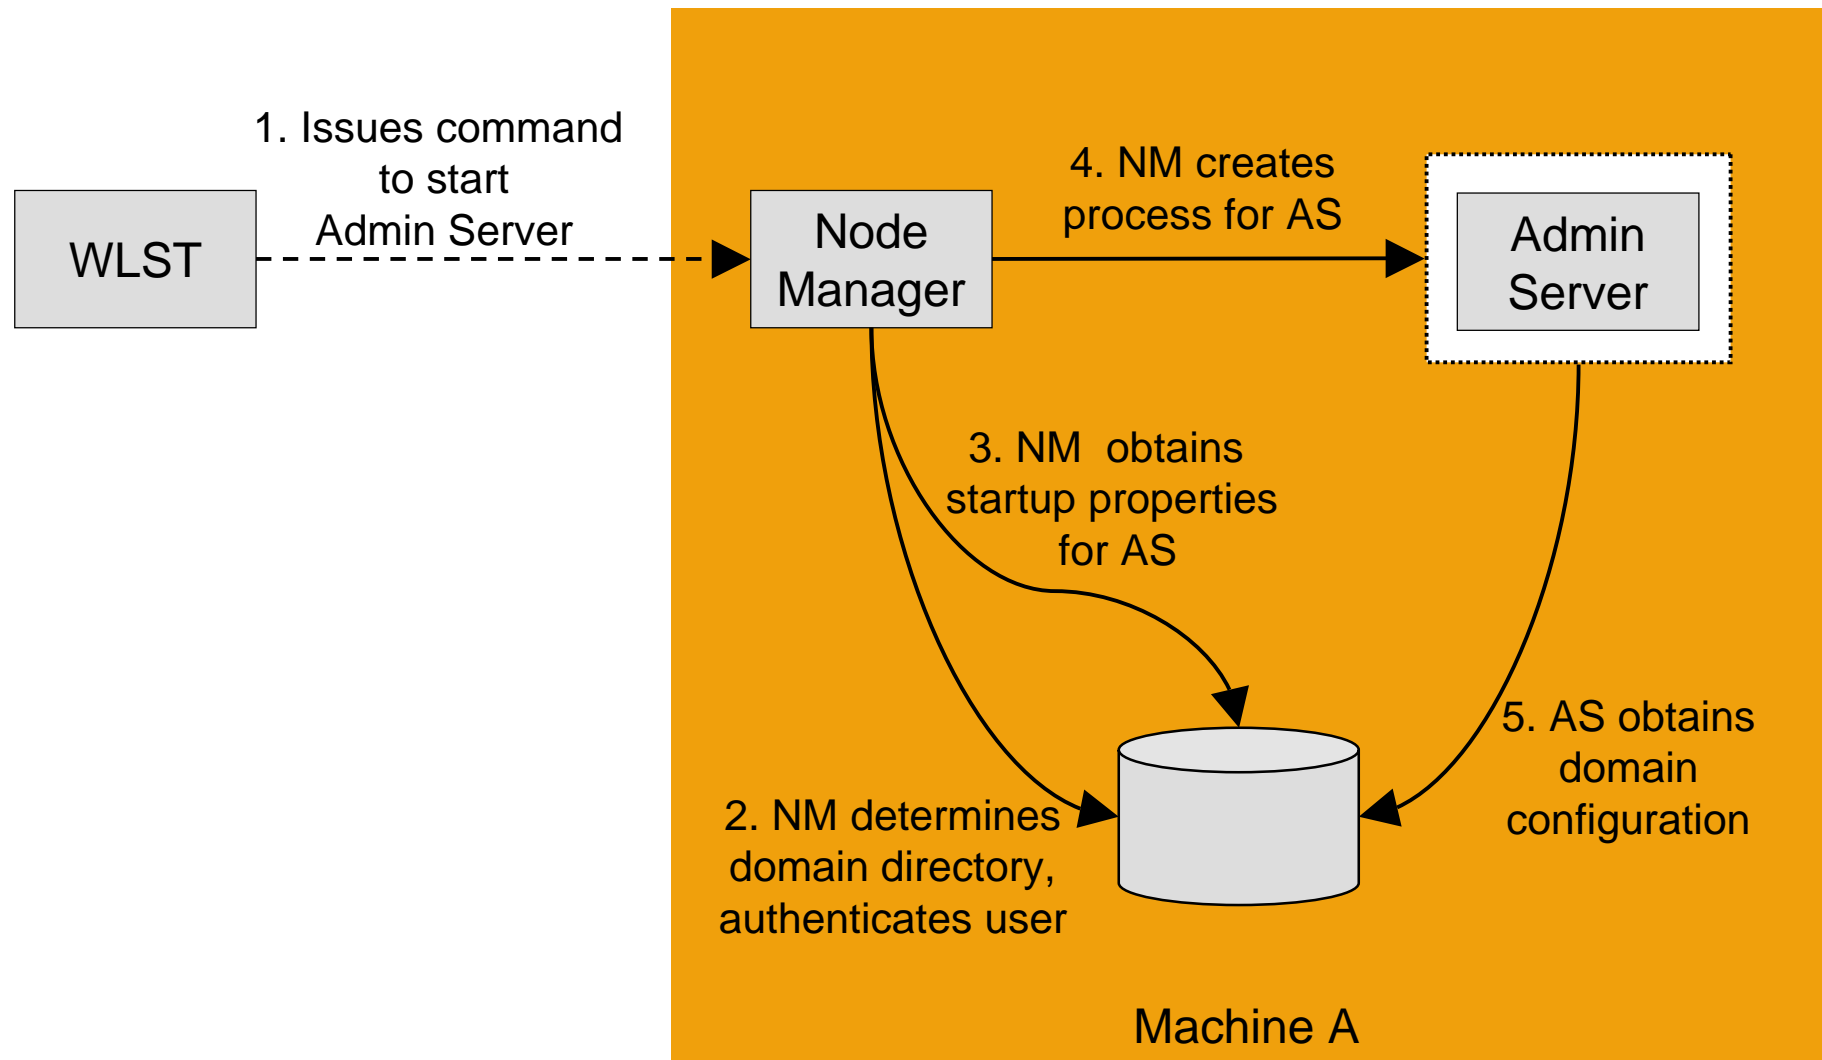 1. Issues command
to start
Admin Server
WLST
Node
Manager
4. NM creates
process for AS
Admin
Server
3. NM  obtains
startup properties
for AS
2. NM determines
domain directory,
authenticates user
5. AS obtains
domain
configuration
Machine A